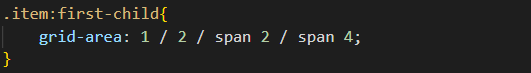 .item:first-child{
    grid-area: 1 / 2 / span 2 / span 4;
}